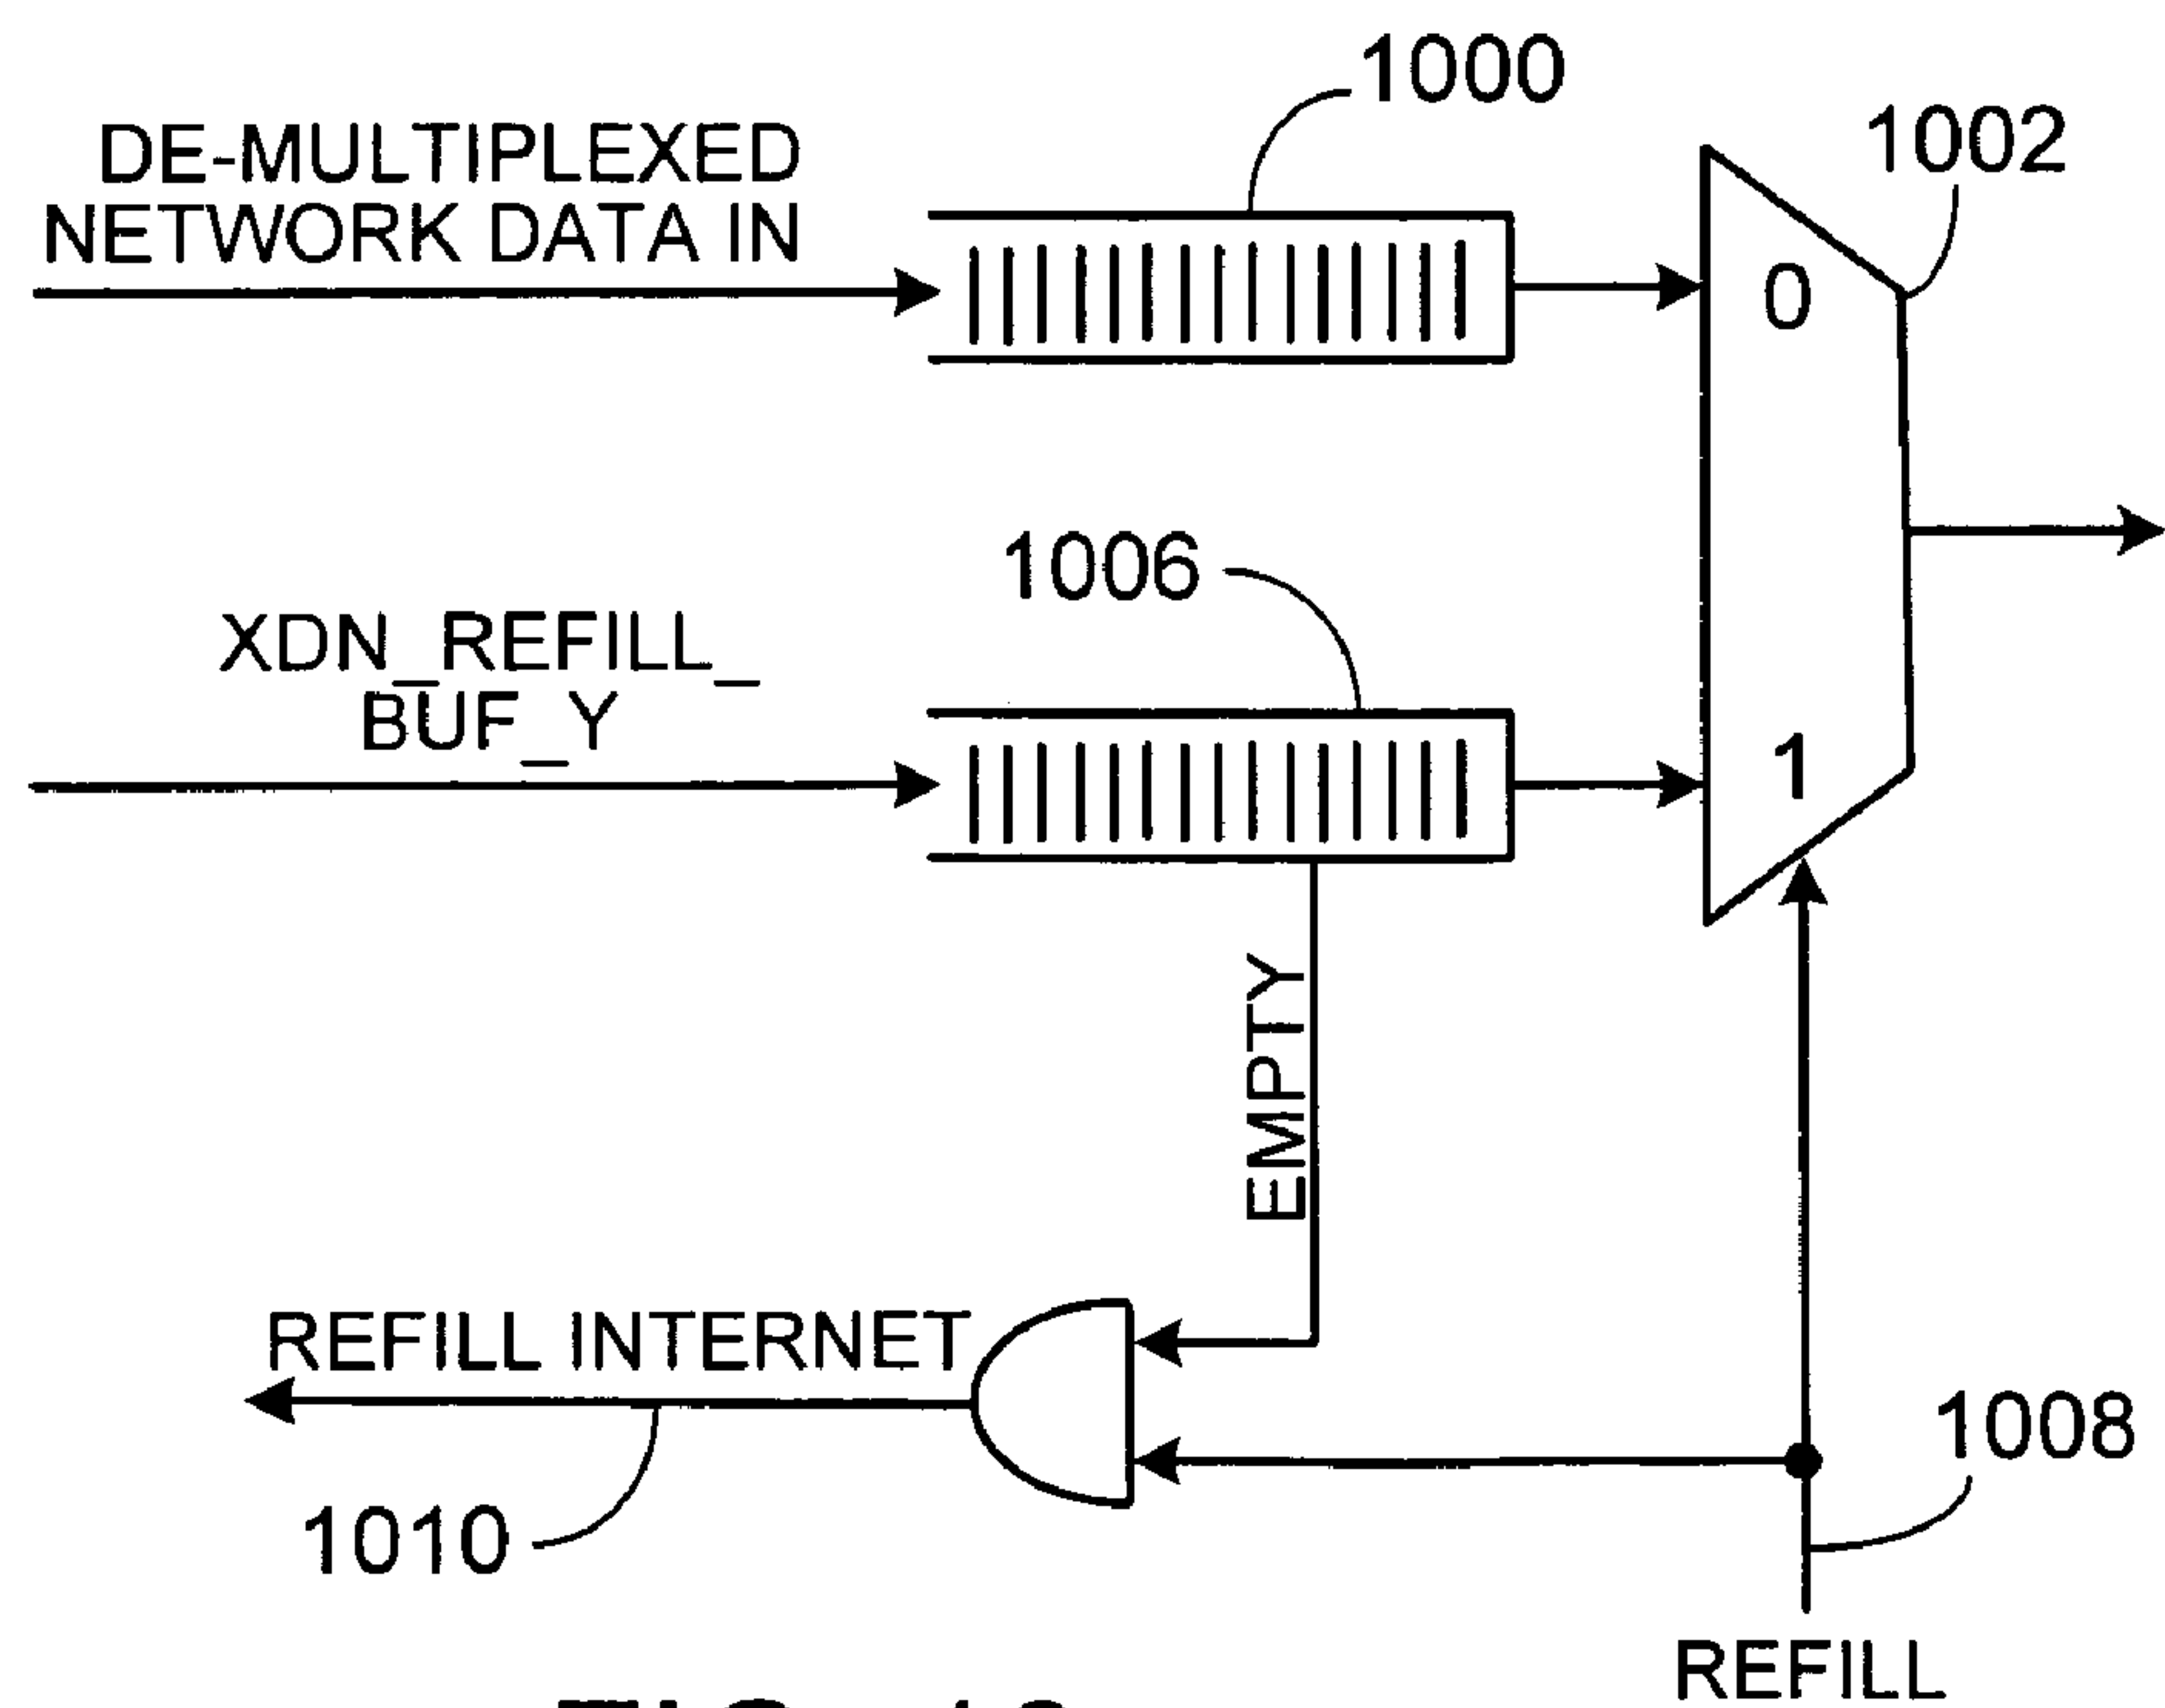 1000
1002
DE-MULTIPLEXED
NETWORK DATA IN
0
1006
XDN_REFILL_
BUF_Y
1
EMPTY
REFILL INTERNET
1008
1010
REFILL